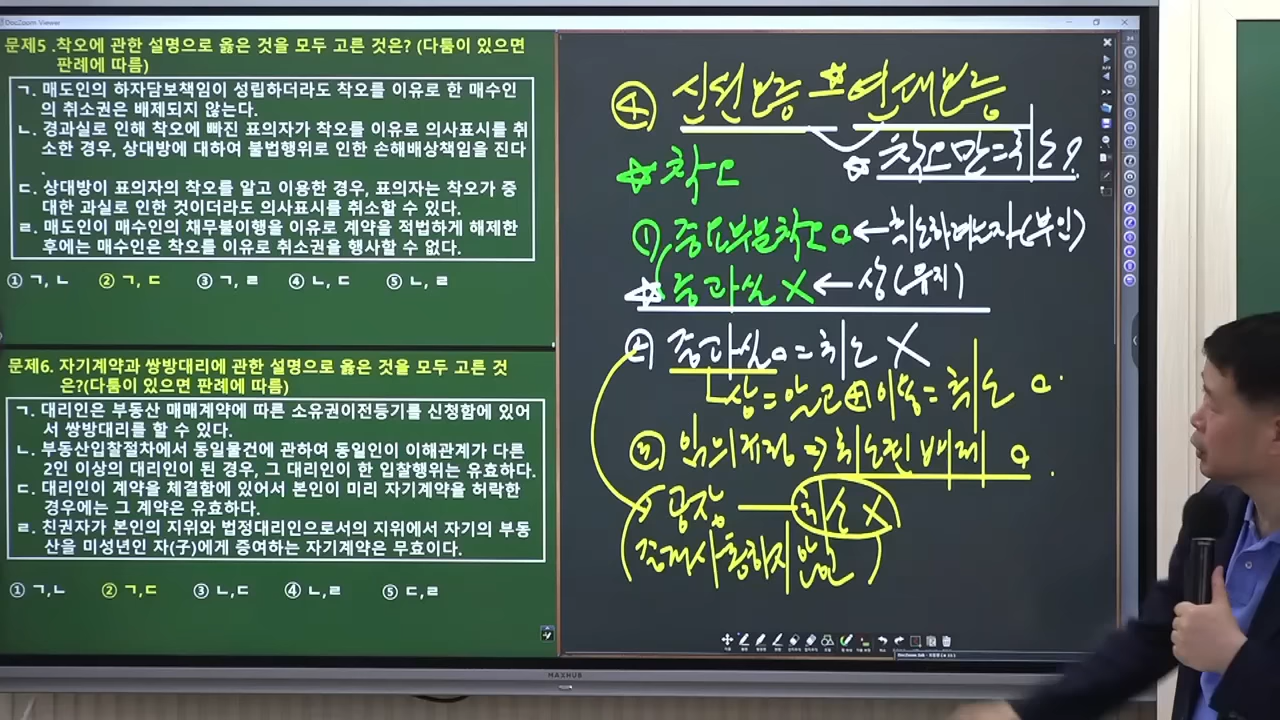 DocZoom Viewer
문제5 .착오에 관한 설명으로 옳은 것을 모두 고른 것은? (다툼이 있으면
판례에 따름)
ㄱ. 매도인의 하자담보책임이 성립하더라도 착오를 이유로 한 매수인
의 취소권은 배제되지 않는다.
ㄴ. 경과실로 인해 착오에 빠진 표의자가 착오를 이유로 의사표시를 취
소한 경우, 상대방에 대하여 불법행위로 인한 손해배상책임을 진다
.
ㄷ. 상대방이 표의자의 착오를 알고 이용한 경우, 표의자는 착오가 중
대한 과실로 인한 것이더라도 의사표시를 취소할 수 있다.
ㄹ. 매도인이 매수인의 채무불이행을 이유로 계약을 적법하게 해제한
후에는 매수인은 착오를 이유로 취소권을 행사할 수 없다.
① ㄱ, ㄴ ② ㄱ, ㄷ ③ ㄱ, ㄹ ④ ㄴ, ㄷ ⑤ ㄴ, ㄹ
문제6. 자기계약과 쌍방대리에 관한 설명으로 옳은 것을 모두 고른 것
은?(다툼이 있으면 판례에 따름)
ㄱ. 대리인은 부동산 매매계약에 따른 소유권이전등기를 신청함에 있어
서 쌍방대리를 할 수 있다.
ㄴ. 부동산입찰절차에서 동일물건에 관하여 동일인이 이해관계가 다른
2인 이상의 대리인이 된 경우, 그 대리인이 한 입찰행위는 유효하다.
ㄷ. 대리인이 계약을 체결함에 있어서 본인이 미리 자기계약을 허락한
경우에는 그 계약은 유효하다.
ㄹ. 친권자가 본인의 지위와 법정대리인으로서의 지위에서 자기의 부동
산을 미성년인 자(子)에게 증여하는 자기계약은 무효이다.
① ㄱ,ㄴ ② ㄱ,ㄷ ③ ㄴ,ㄷ ④ ㄴ,ㄹ ⑤ ㄷ,ㄹ
④ 신원보증 연대보증
착오만=취소?
착오
① 중요부분착오 o ← 취소하려는자(부인)
중과실 X ← 상(유지)
중과실 o = 취소 X
상=알고 ⊕ 이용 = 취소 o
③ 임의규정 → 취소권 배제 o
공장 — 취소 X
MAXHUB